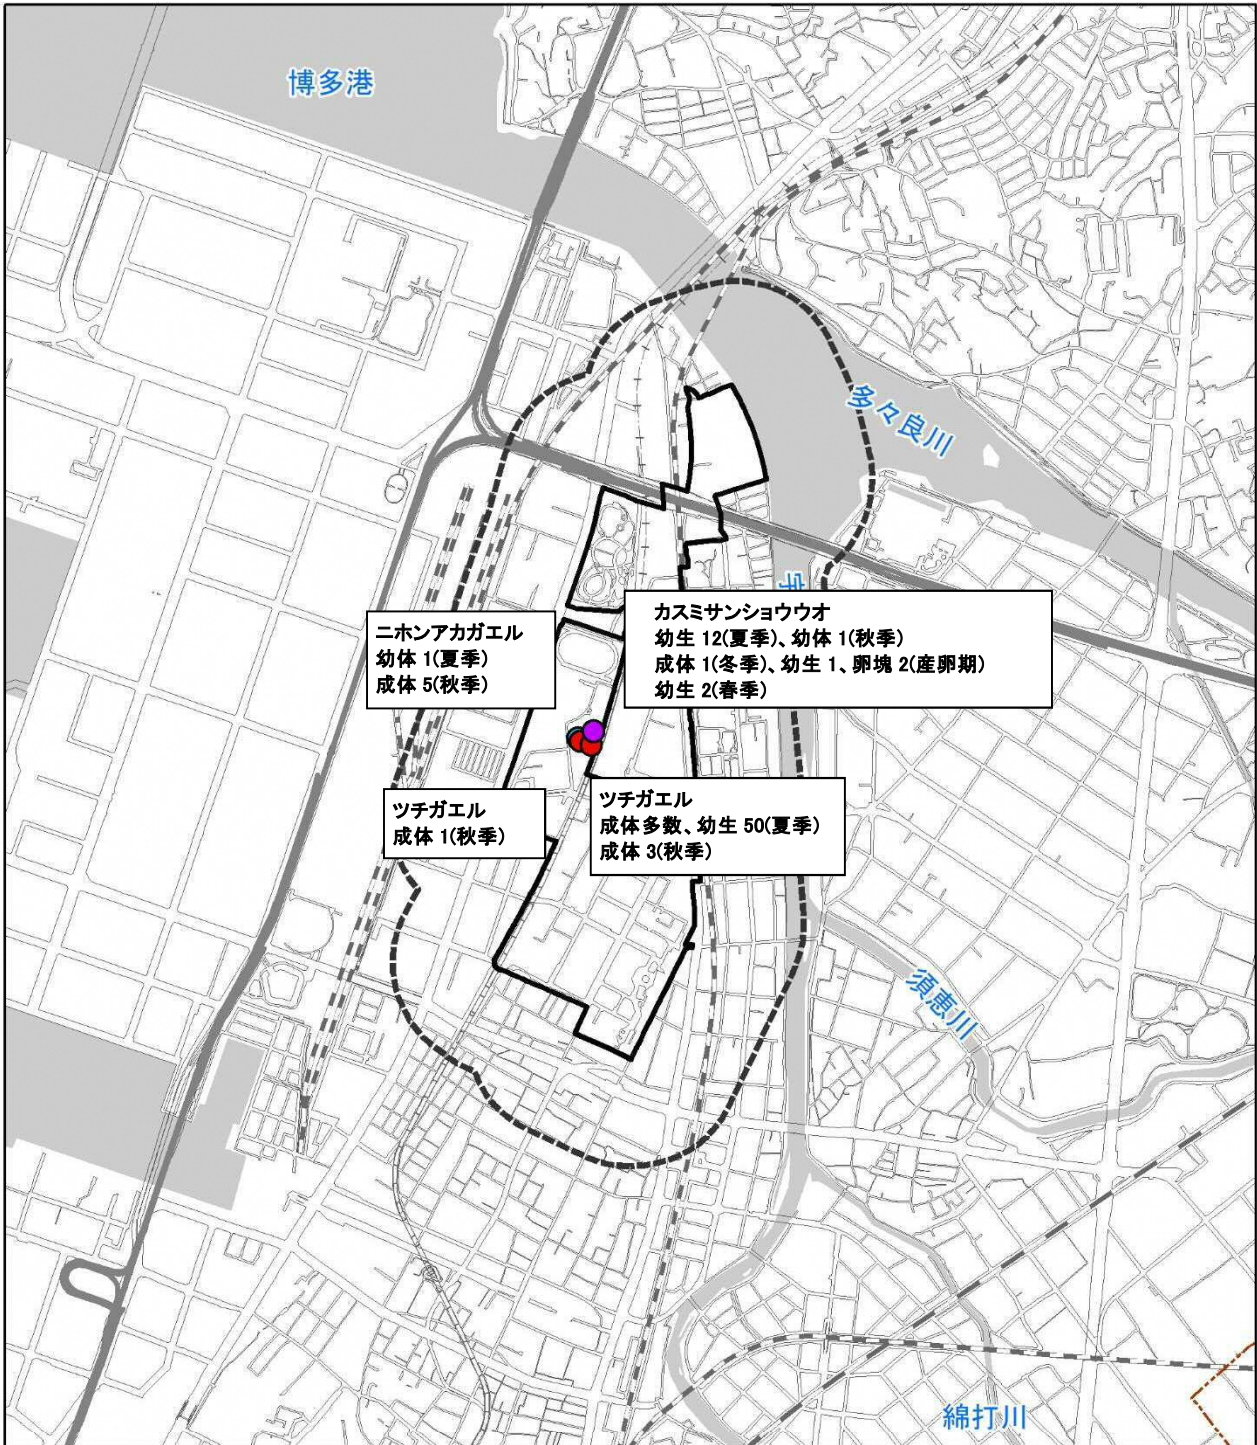 博多港
多々良川
宇
ニホンアカガエル
幼体 1(夏季)
成体 5(秋季)
カスミサンショウウオ
幼生 12(夏季)、幼体 1(秋季)
成体 1(冬季)、幼生 1、卵塊 2(産卵期)
幼生 2(春季)
ツチガエル
成体 1(秋季)
ツチガエル
成体多数、幼生 50(夏季)
成体 3(秋季)
須恵川
綿打川